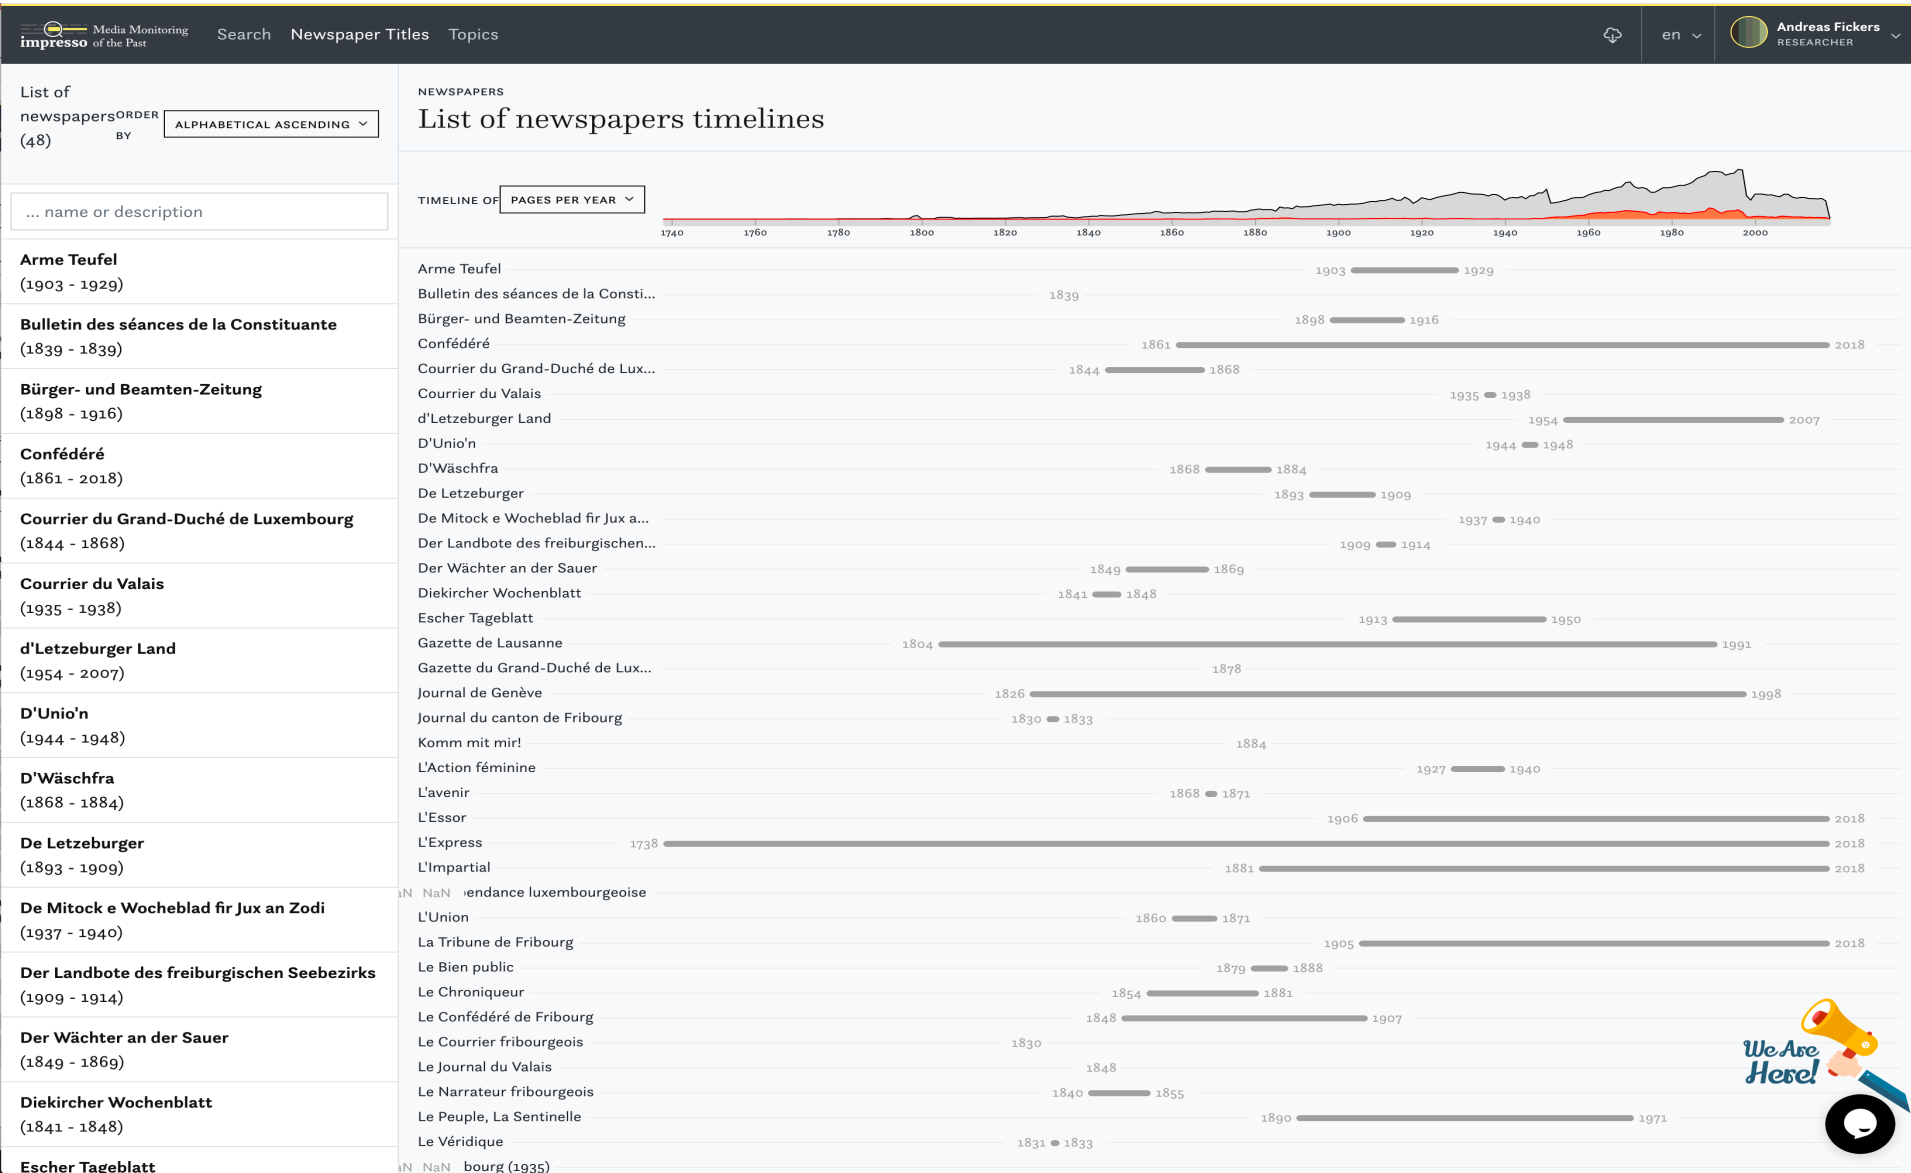 impresso Media Monitoring of the Past
Search Newspaper Titles Topics
en
Andreas Fickers
RESEARCHER
List of newspapers (48)
ORDER BY
ALPHABETICAL ASCENDING
... name or description
Arme Teufel
(1903 - 1929)
Bulletin des séances de la Constituante
(1839 - 1839)
Bürger- und Beamten-Zeitung
(1898 - 1916)
Confédéré
(1861 - 2018)
Courrier du Grand-Duché de Luxembourg
(1844 - 1868)
Courrier du Valais
(1935 - 1938)
d'Letzeburger Land
(1954 - 2007)
D'Unio'n
(1944 - 1948)
D'Wäschfra
(1868 - 1884)
De Letzeburger
(1893 - 1909)
De Mitock e Wocheblad fir Jux an Zodi
(1937 - 1940)
Der Landbote des freiburgischen Seebezirks
(1909 - 1914)
Der Wächter an der Sauer
(1849 - 1869)
Diekircher Wochenblatt
(1841 - 1848)
Escher Tageblatt
NEWSPAPERS
List of newspapers timelines
TIMELINE OF PAGES PER YEAR
1740 1760 1780 1800 1820 1840 1860 1880 1900 1920 1940 1960 1980 2000
Arme Teufel 1903 1929
Bulletin des séances de la Consti... 1839
Bürger- und Beamten-Zeitung 1898 1916
Confédéré 1861 2018
Courrier du Grand-Duché de Lux... 1844 1868
Courrier du Valais 1935 1938
d'Letzeburger Land 1954 2007
D'Unio'n 1944 1948
D'Wäschfra 1868 1884
De Letzeburger 1893 1909
De Mitock e Wocheblad fir Jux a... 1937 1940
Der Landbote des freiburgischen... 1909 1914
Der Wächter an der Sauer 1849 1869
Diekircher Wochenblatt 1841 1848
Escher Tageblatt 1913 1950
Gazette de Lausanne 1804 1991
Gazette du Grand-Duché de Lux... 1878
Journal de Genève 1826 1998
Journal du canton de Fribourg 1830 1833
Komm mit mir! 1884
L'Action féminine 1927 1940
L'avenir 1868 1871
L'Essor 1906 2018
L'Express 1738 2018
L'Impartial 1881 2018
aN NaN endance luxembourgeoise
L'Union 1860 1871
La Tribune de Fribourg 1905 2018
Le Bien public 1879 1888
Le Chroniqueur 1854 1881
Le Confédéré de Fribourg 1848 1907
Le Courrier fribourgeois 1830
Le Journal du Valais 1848
Le Narrateur fribourgeois 1840 1855
Le Peuple, La Sentinelle 1890 1971
Le Véridique 1831 1833
aN NaN bourg (1935)
We Are
Here!